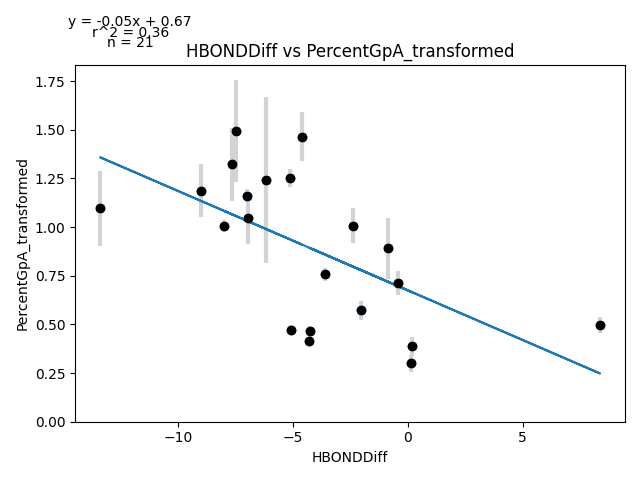 y = -0.05x + 0.67
r^2 = 0.36
n = 21
HBONDDiff vs PercentGpA_transformed
PercentGpA_transformed
1.75
1.50
1.25
1.00
0.75
0.50
0.25
0.00
−10
−5
0
5
HBONDDiff